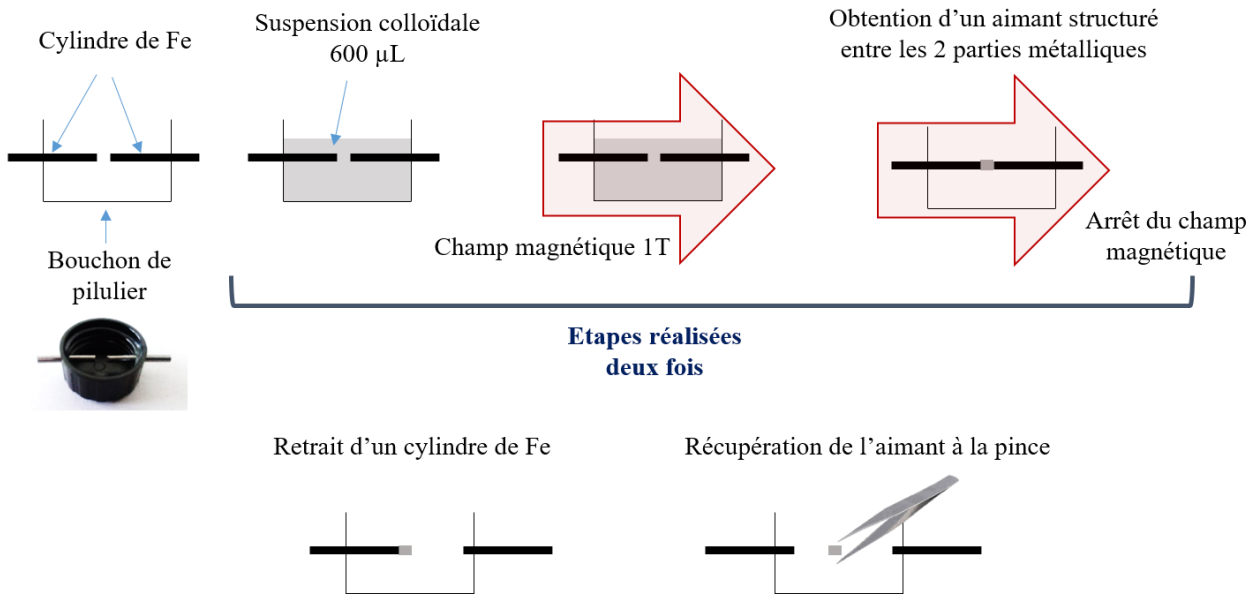 Cylindre de Fe
Suspension colloïdale
600 µL
Obtention d’un aimant structuré
entre les 2 parties métalliques
Champ magnétique 1T
Arrêt du champ
magnétique
Bouchon de
pilulier
Etapes réalisées
deux fois
Retrait d’un cylindre de Fe
Récupération de l’aimant à la pince